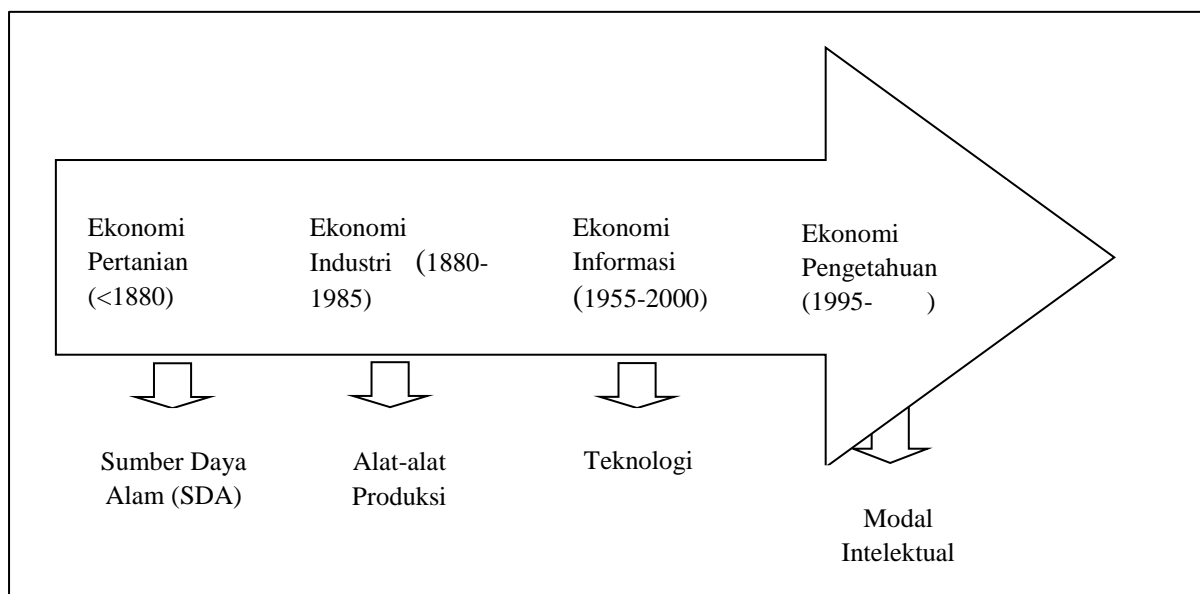 Ekonomi
Pertanian
(<1880)
Ekonomi
Industri (1880-
1985)
Ekonomi
Informasi
(1955-2000)
Ekonomi
Pengetahuan
(1995- )
Sumber Daya
Alam (SDA)
Alat-alat
Produksi
Teknologi
Modal
Intelektual